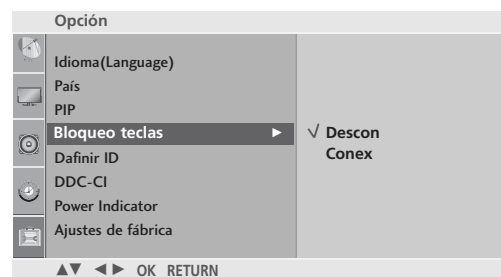 Opción
Idioma(Language)
País
PIP
Bloqueo teclas ► √ Descon
Conex
Dafinir ID
DDC-CI
Power Indicator
Ajustes de fábrica
▲▼ ◄► OK RETURN